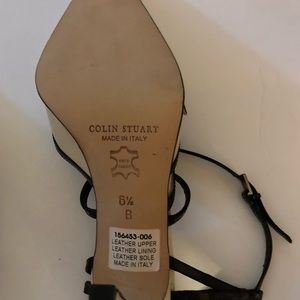 COLIN STUART
MADE IN ITALY
6½
B
186453-006
LEATHER UPPER
LEATHER LINING
LEATHER SOLE
MADE IN ITALY